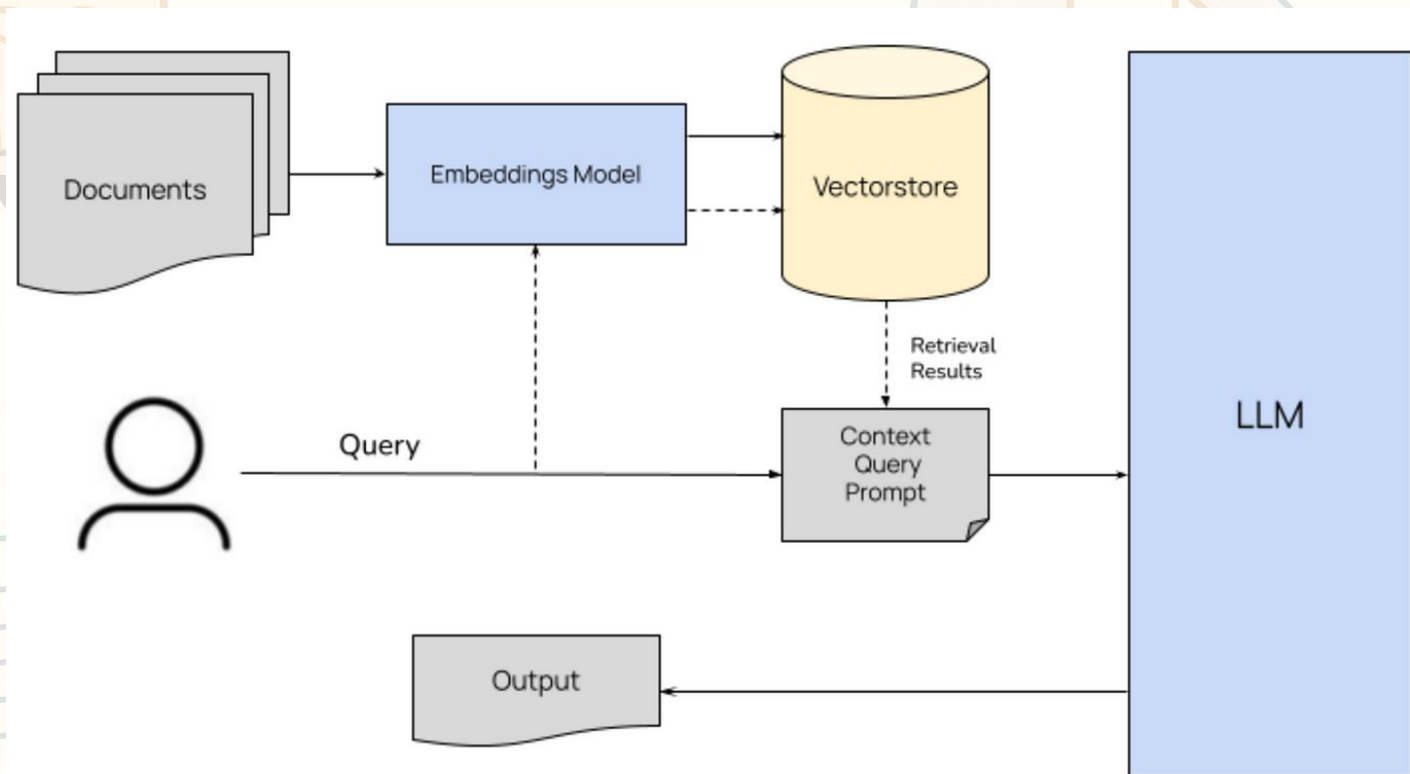 Documents
Embeddings Model
Vectorstore
Retrieval
Results
LLM
Query
Context
Query
Prompt
Output